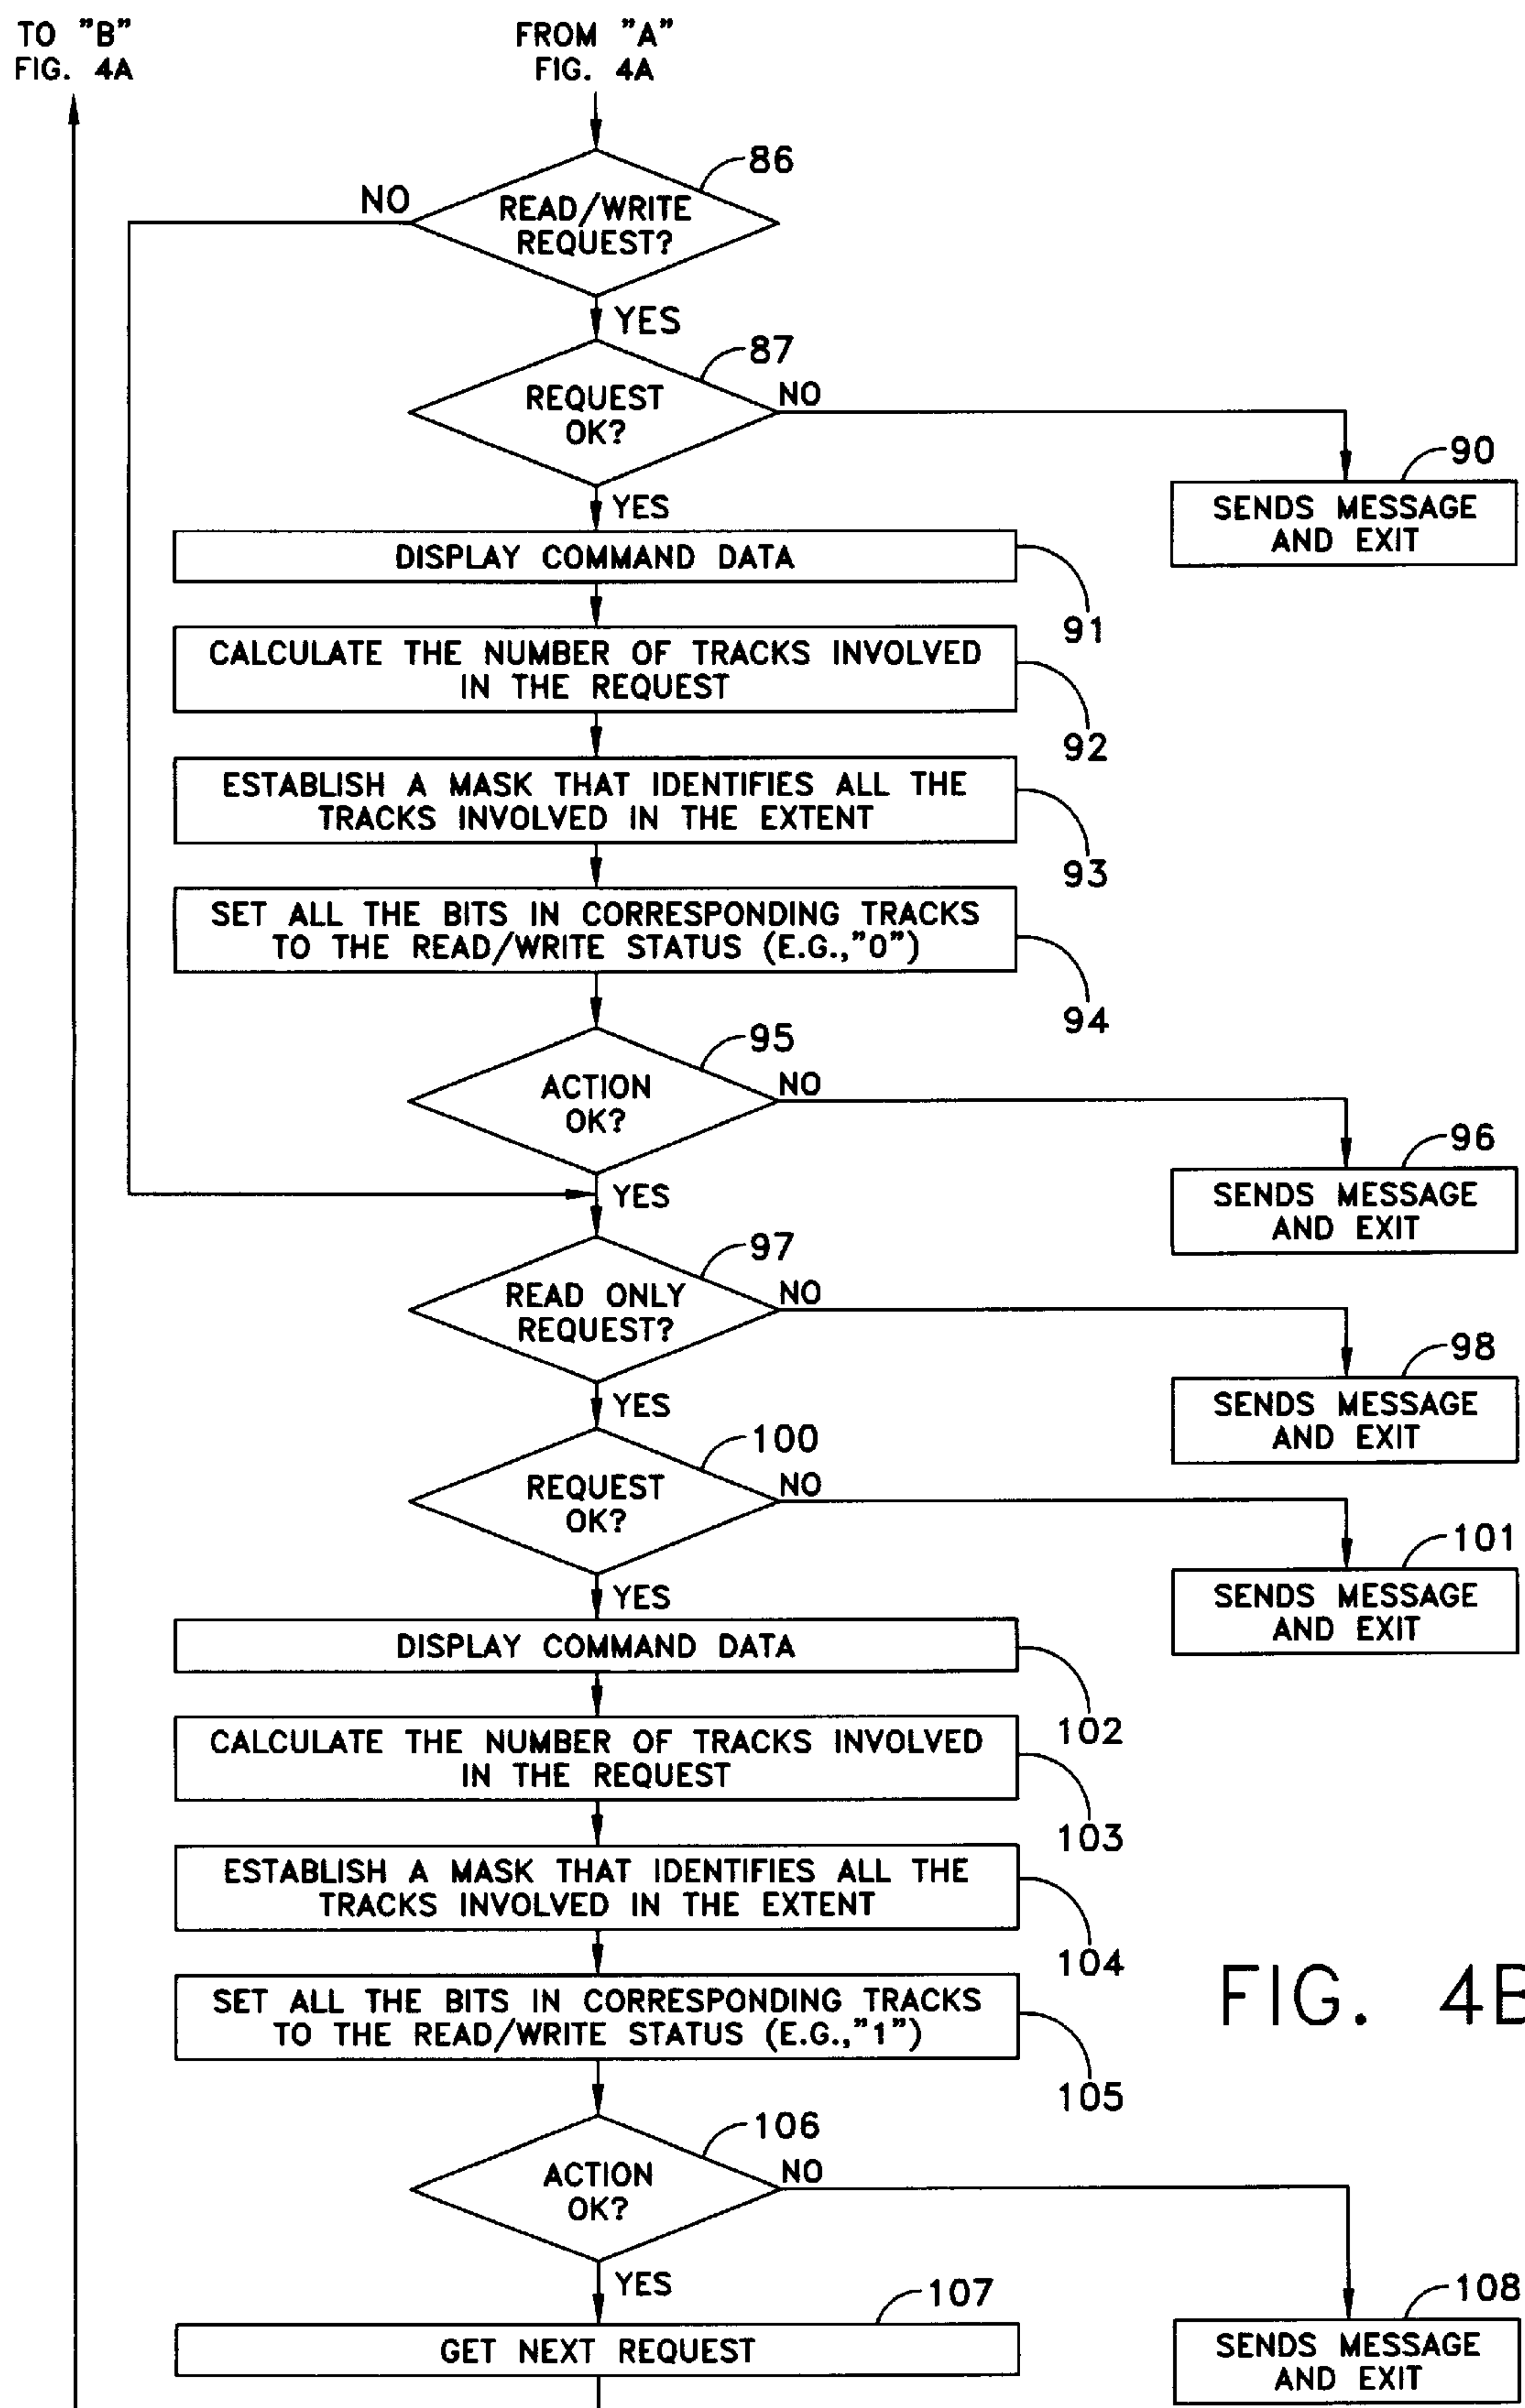 TO "B"
FIG. 4A
FROM "A"
FIG. 4A
86
NO
READ/WRITE
REQUEST?
YES
87
REQUEST
OK?
NO
90
SENDS MESSAGE
AND EXIT
YES
DISPLAY COMMAND DATA
91
CALCULATE THE NUMBER OF TRACKS INVOLVED
IN THE REQUEST
92
ESTABLISH A MASK THAT IDENTIFIES ALL THE
TRACKS INVOLVED IN THE EXTENT
93
SET ALL THE BITS IN CORRESPONDING TRACKS
TO THE READ/WRITE STATUS (E.G.,"0")
94
95
ACTION
OK?
NO
96
SENDS MESSAGE
AND EXIT
YES
97
READ ONLY
REQUEST?
NO
98
SENDS MESSAGE
AND EXIT
YES
100
REQUEST
OK?
NO
101
SENDS MESSAGE
AND EXIT
YES
DISPLAY COMMAND DATA
102
CALCULATE THE NUMBER OF TRACKS INVOLVED
IN THE REQUEST
103
ESTABLISH A MASK THAT IDENTIFIES ALL THE
TRACKS INVOLVED IN THE EXTENT
104
SET ALL THE BITS IN CORRESPONDING TRACKS
TO THE READ/WRITE STATUS (E.G.,"1")
105
FIG. 4B
106
ACTION
OK?
NO
YES
107
GET NEXT REQUEST
108
SENDS MESSAGE
AND EXIT